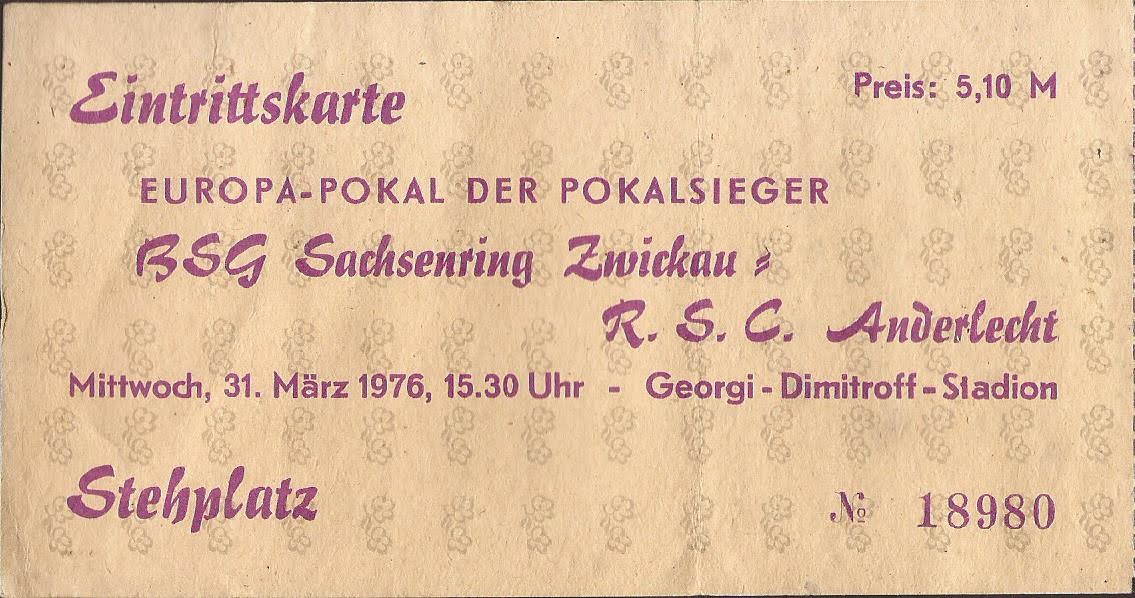 Eintrittskarte
Preis: 5,10 M
EUROPA-POKAL DER POKALSIEGER
BSG Sachsenring Zwickau -
R. S. C. Anderlecht
Mittwoch, 31. März 1976, 15.30 Uhr - Georgi-Dimitroff-Stadion
Stehplatz
№ 18980